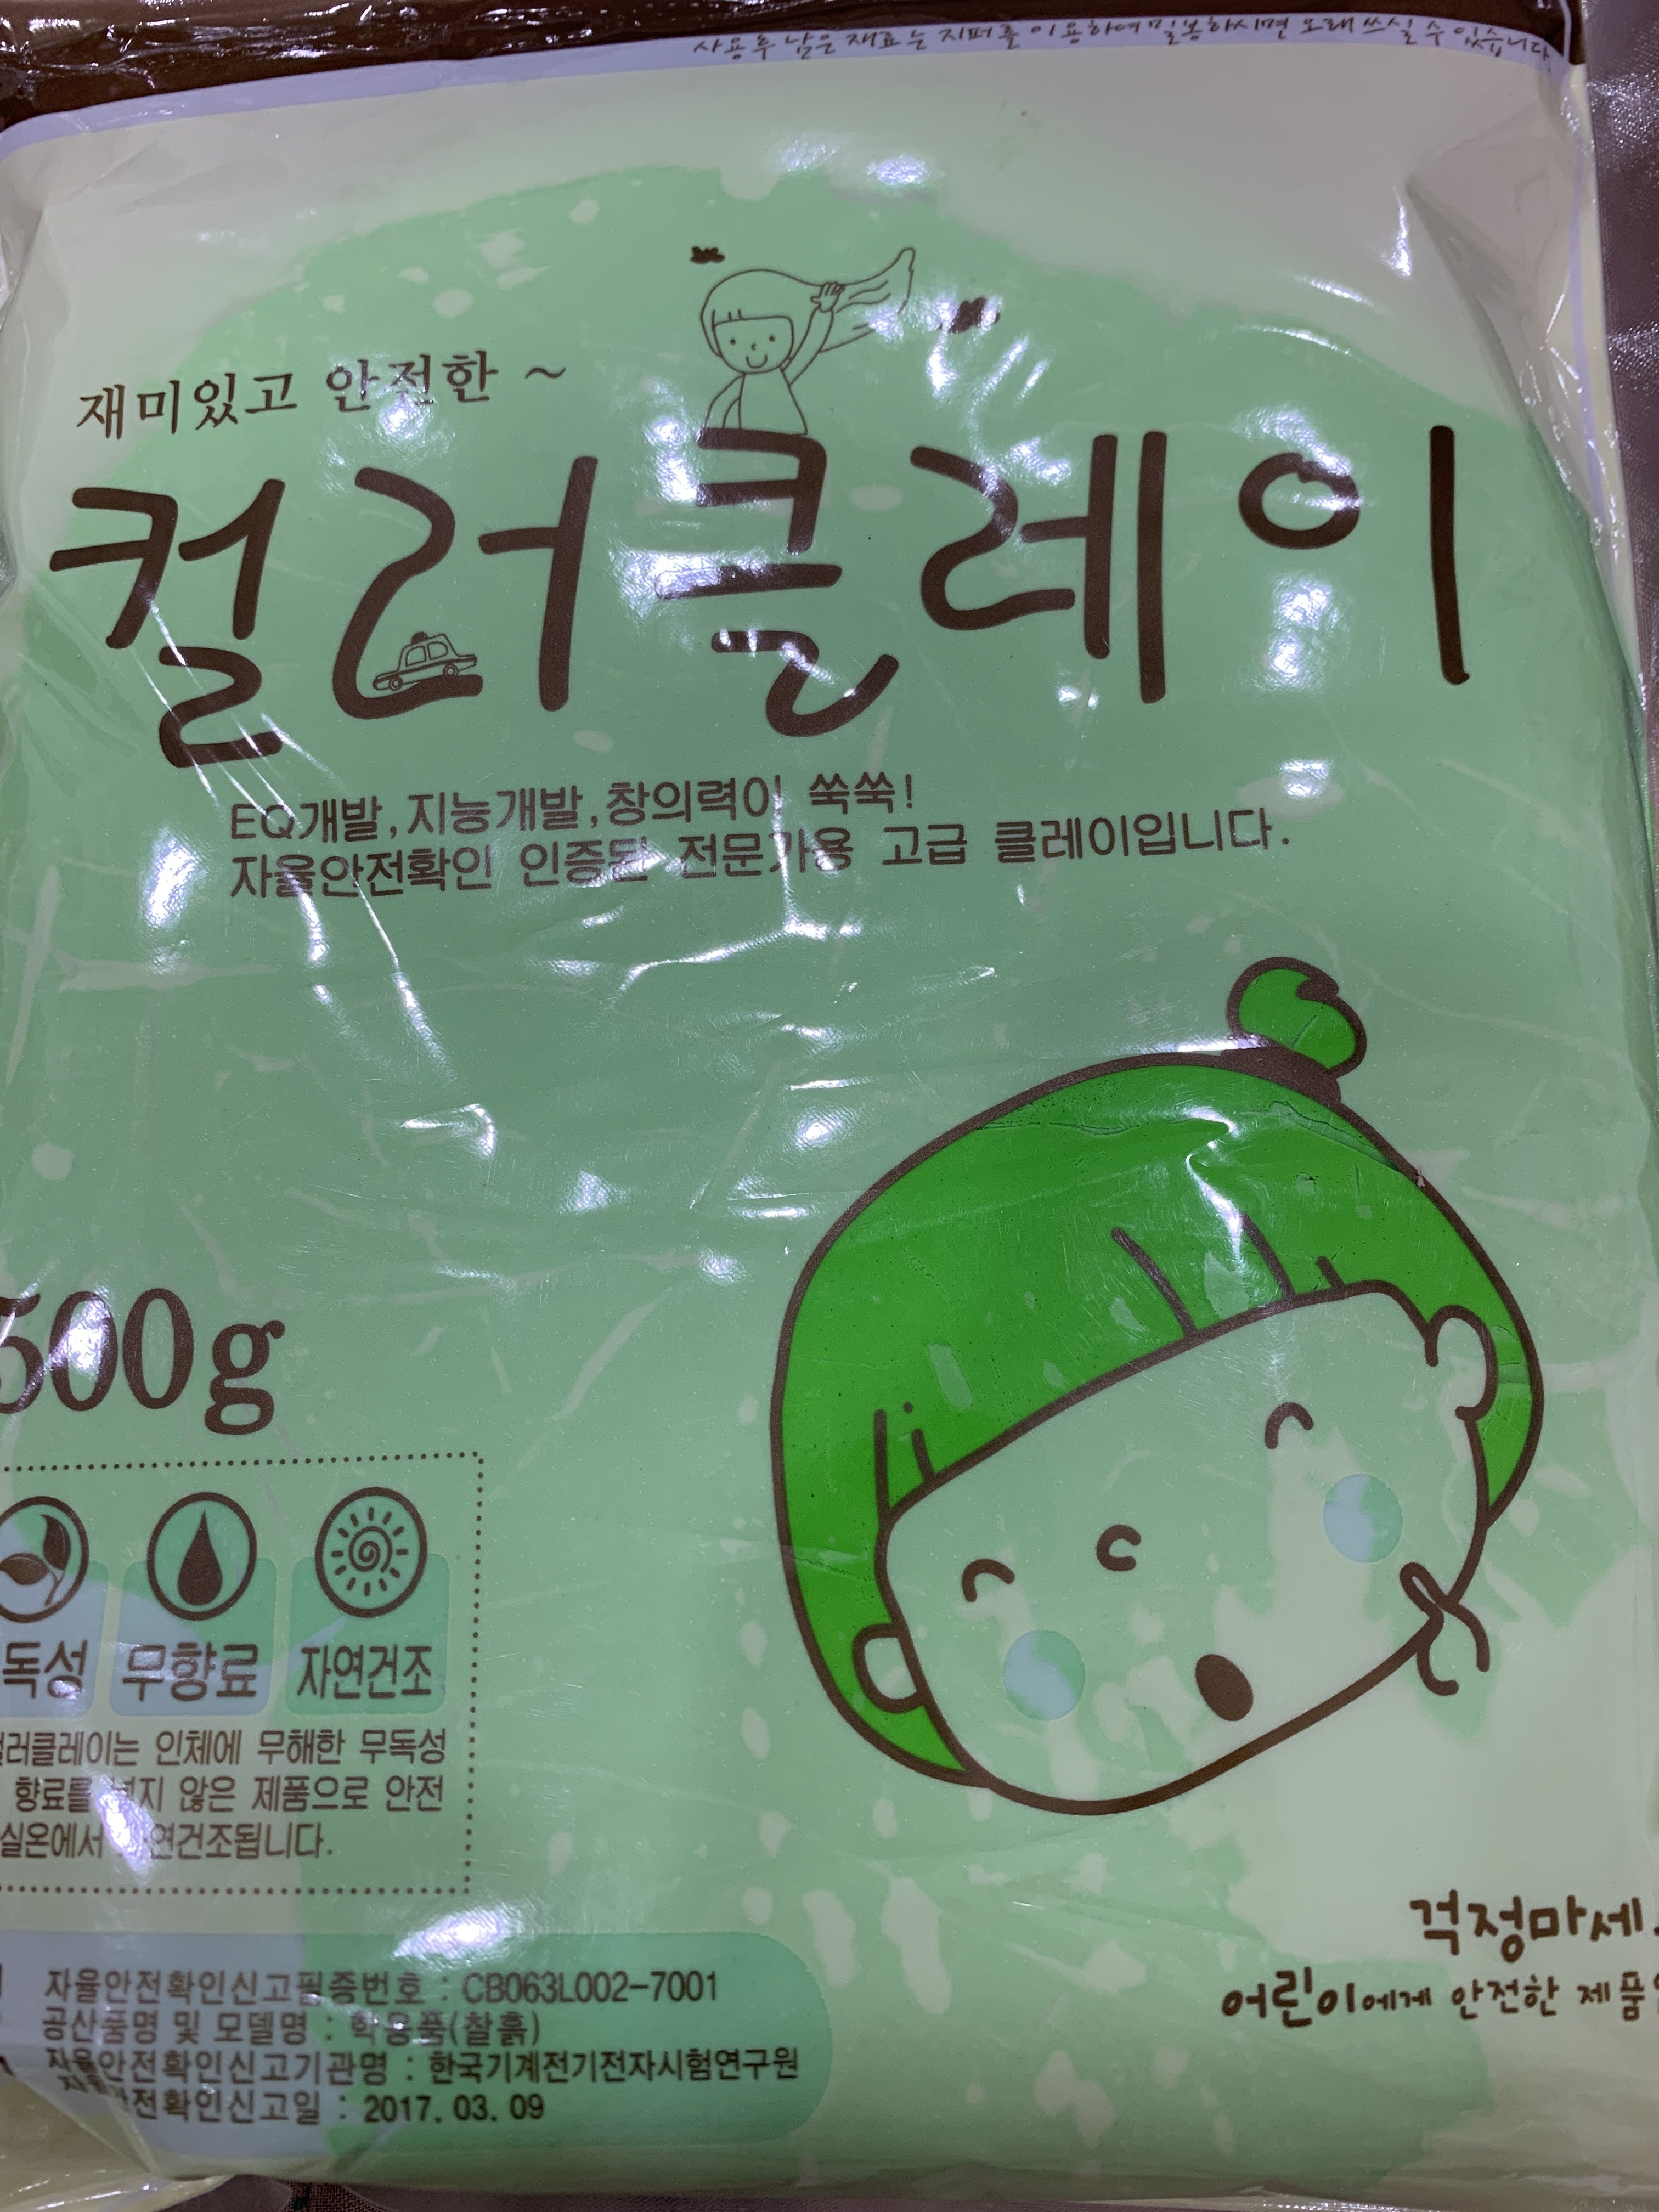 사용후 남은 재료는 지퍼를 이용하여 밀봉하시면 오래 쓰실 수 있습니다.
재미있고 안전한 ~
컬러클레이
EQ개발,지능개발,창의력이 쑥쑥!
자율안전확인 인증된 전문가용 고급 클레이입니다.
500g
독성 무향료 자연건조
컬러클레이는 인체에 무해한 무독성
향료를 넣지 않은 제품으로 안전
실온에서 자연건조됩니다.
걱정마세
어린이에게 안전한 제품
자율안전확인신고필증번호 : CB063L002-7001
공산품명 및 모델명 : 학용품(찰흙)
자율안전확인신고기관명 : 한국기계전기전자시험연구원
자율안전확인신고일 : 2017. 03. 09